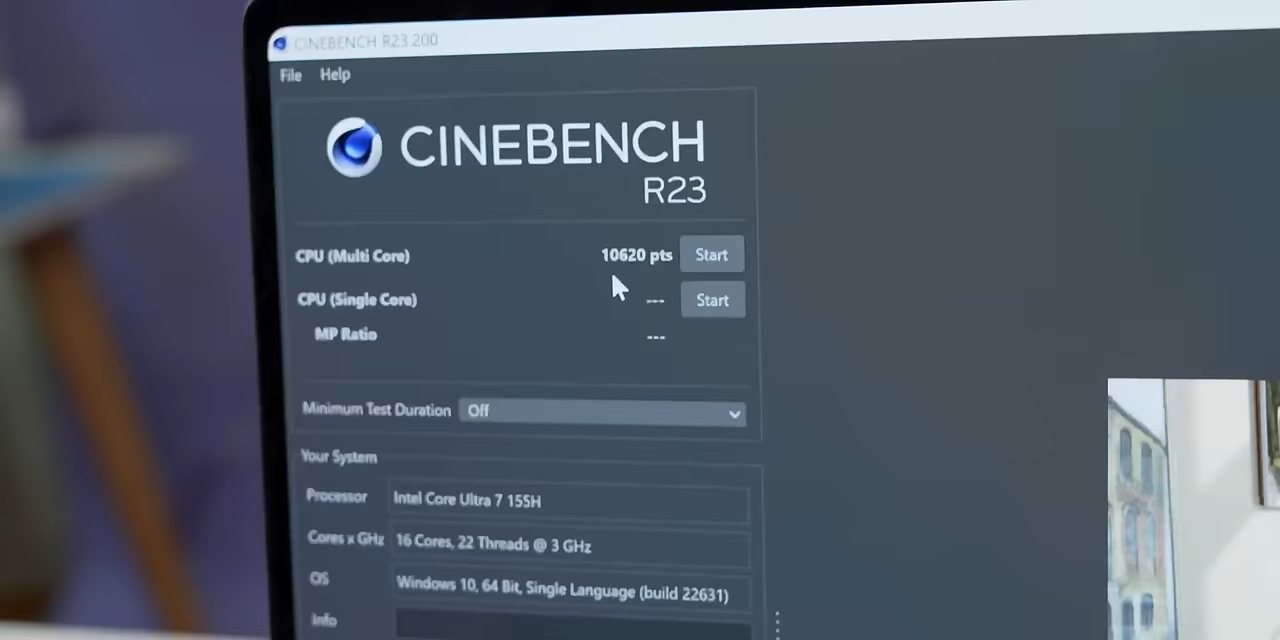 CINEBENCH R23 200
File Help
CINEBENCH
R23
CPU (Multi Core) 10620 pts Start
CPU (Single Core) --- Start
MP Ratio ---
Minimum Test Duration Off
Your System
Processor Intel Core Ultra 7 155H
Cores x GHz 16 Cores, 22 Threads @ 3 GHz
OS Windows 10, 64 Bit, Single Language (build 22631)
Info